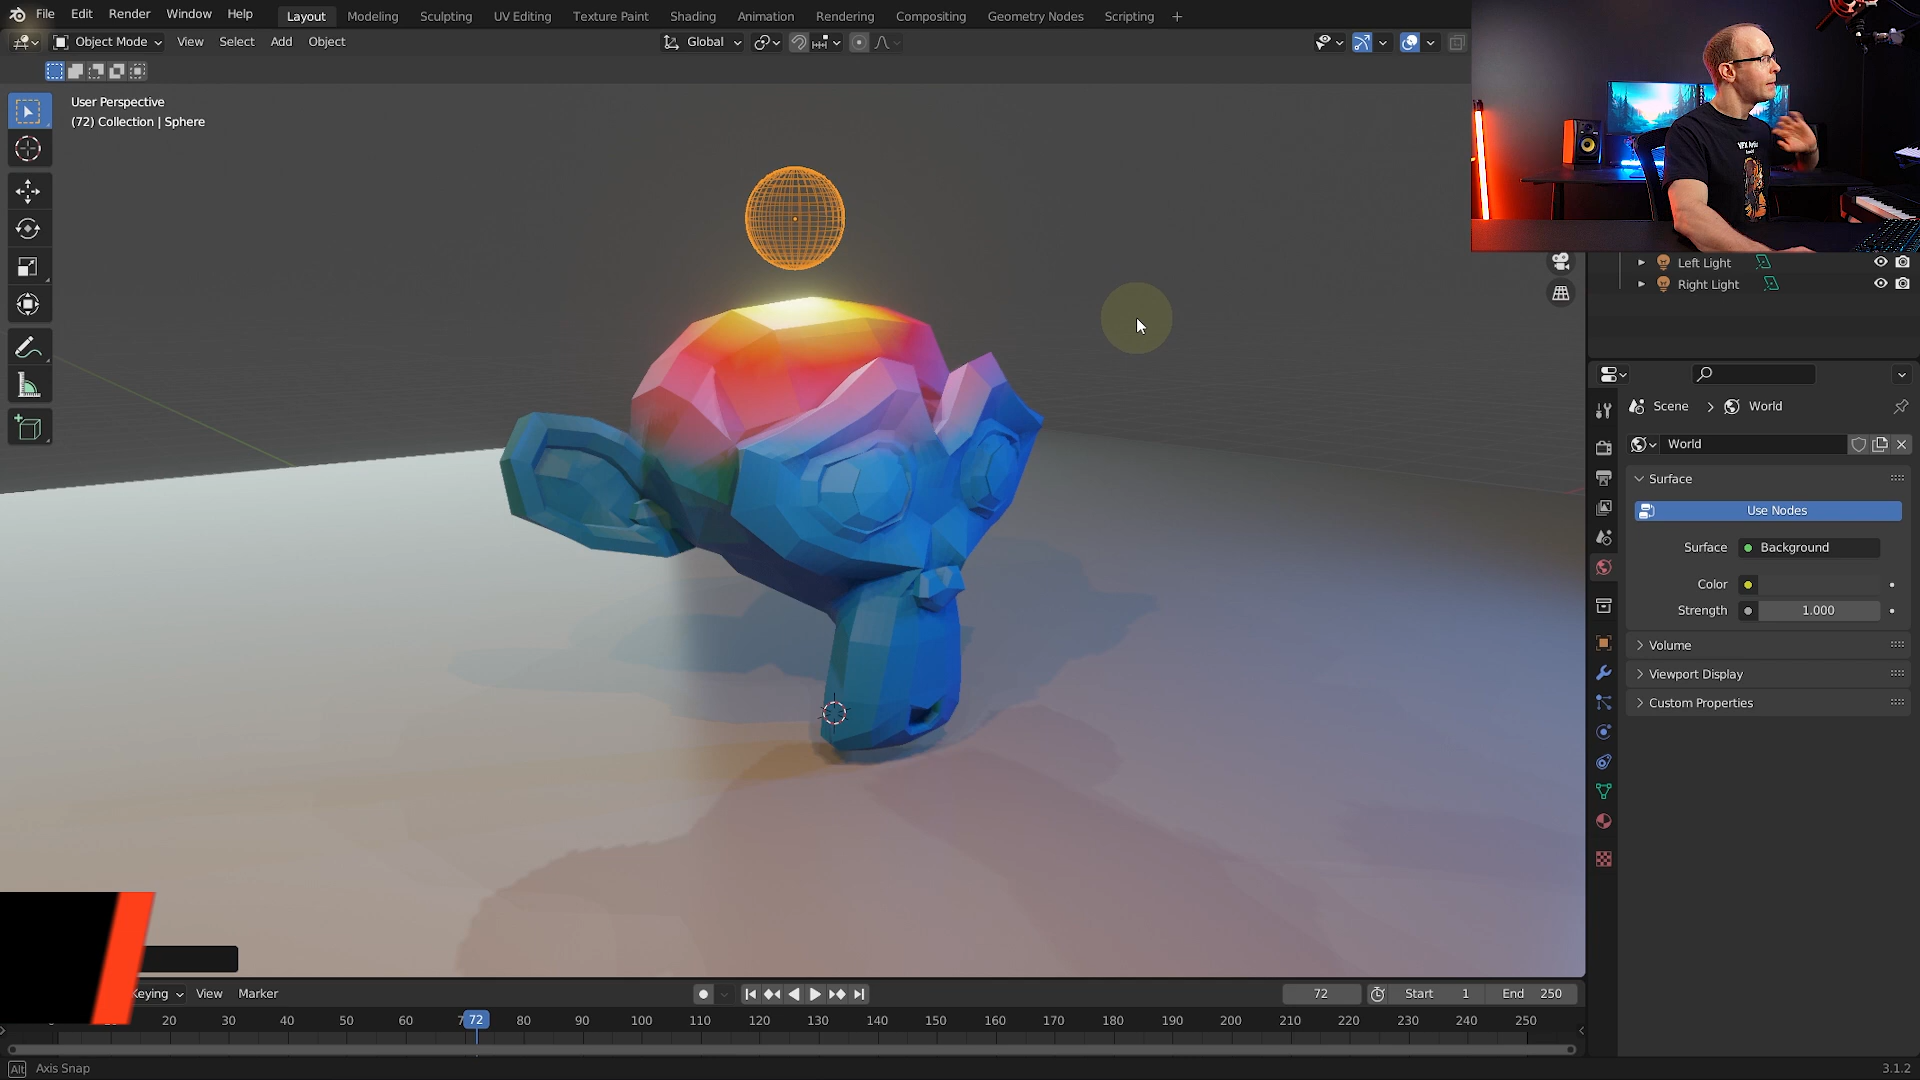 File Edit Render Window Help
Layout Modeling Sculpting UV Editing Texture Paint Shading Animation Rendering Compositing Geometry Nodes Scripting +
Object Mode View Select Add Object
Global
User Perspective
(72) Collection | Sphere
Left Light
Right Light
Scene > World
World
Surface
Use Nodes
Surface Background
Color
Strength 1.000
Volume
Viewport Display
Custom Properties
Keying View Marker
72 Start 1 End 250
20 30 40 50 60 72 80 90 100 110 120 130 140 150 160 170 180 190 200 210 220 230 240 250
Alt Axis Snap
3.1.2